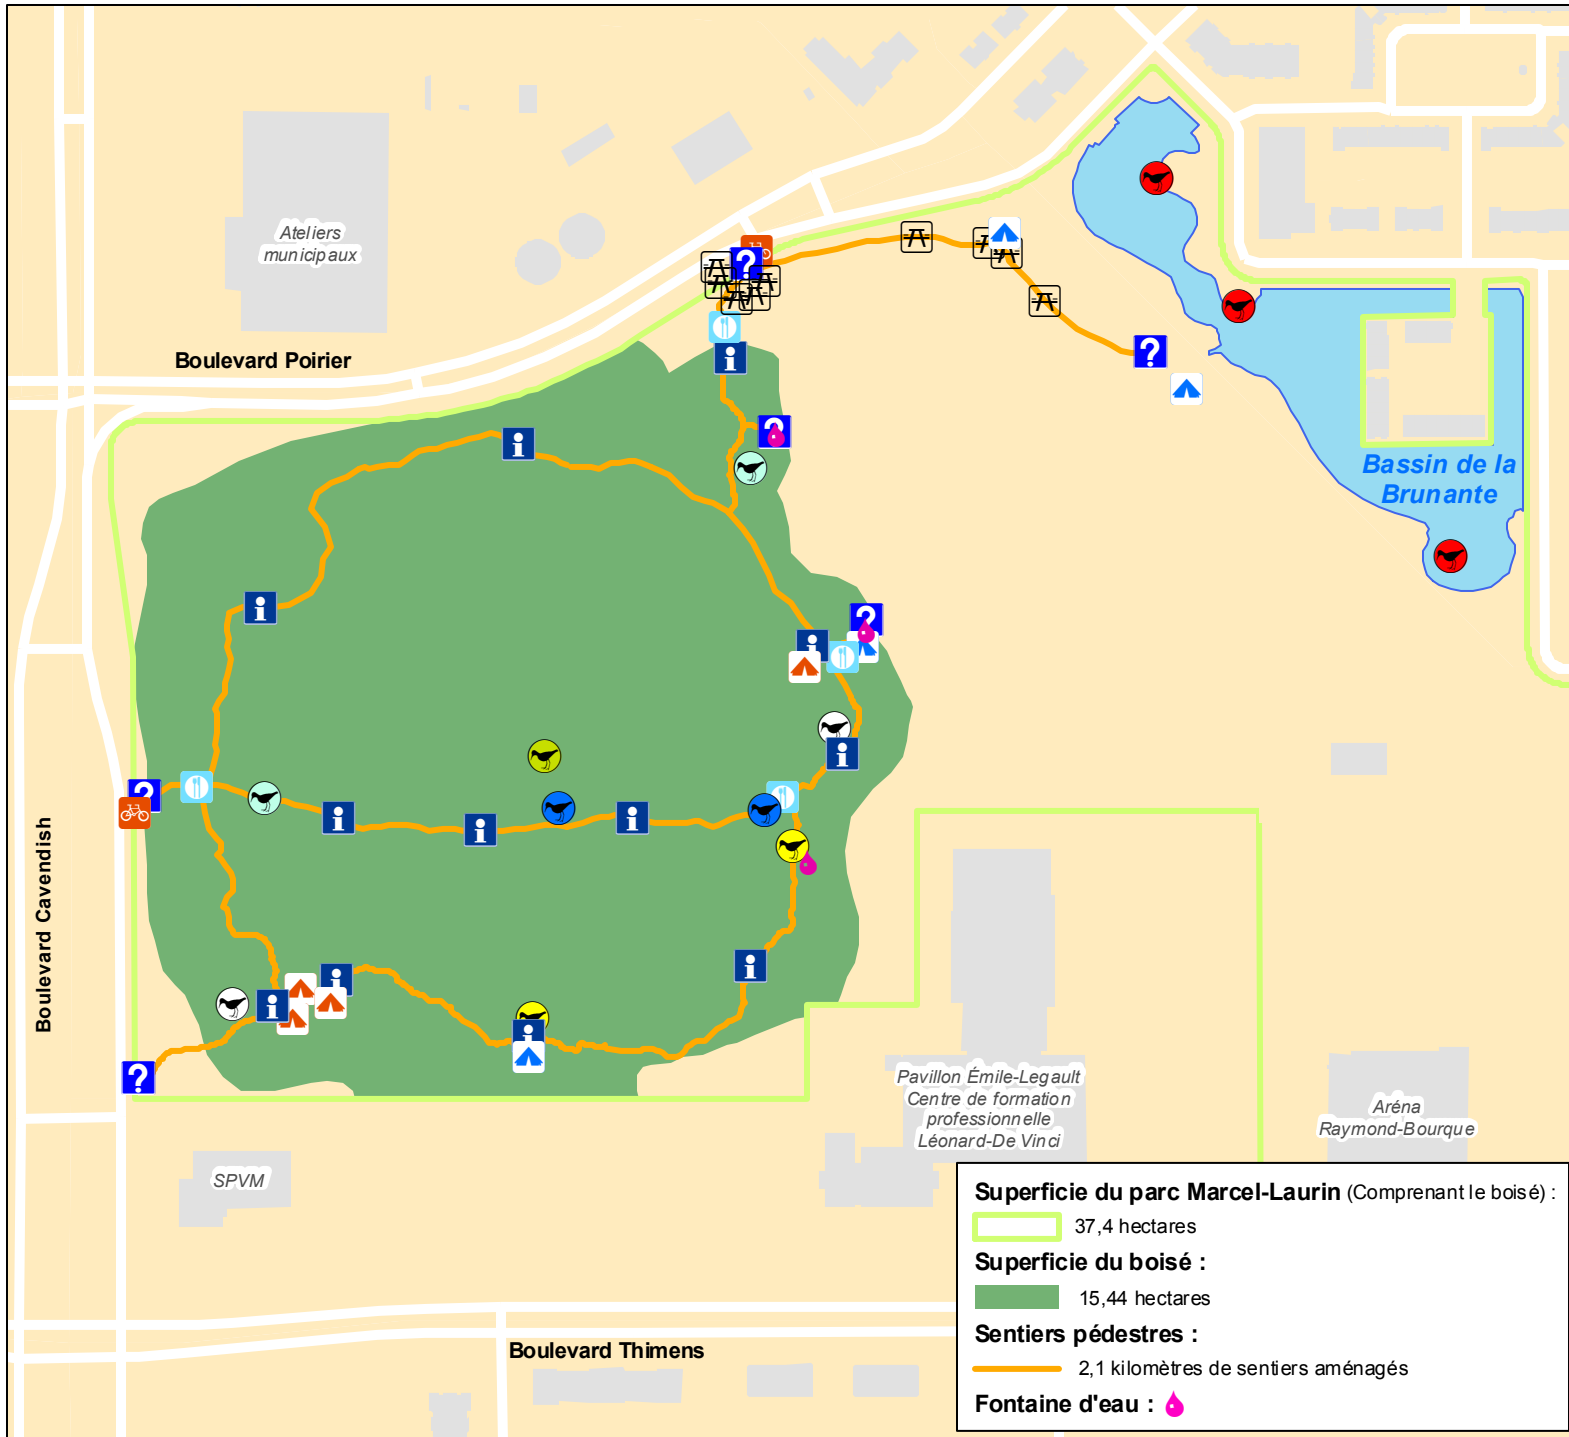 Ateliers
municipaux
Boulevard Poirier
Bassin de la
Brunante
Boulevard Cavendish
Pavillon Émile-Legault
Centre de formation
professionnelle
Léonard-De Vinci
Aréna
Raymond-Bourque
SPVM
Boulevard Thimens
Superficie du parc Marcel-Laurin (Comprenant le boisé) :
37,4 hectares
Superficie du boisé :
15,44 hectares
Sentiers pédestres :
2,1 kilomètres de sentiers aménagés
Fontaine d'eau :